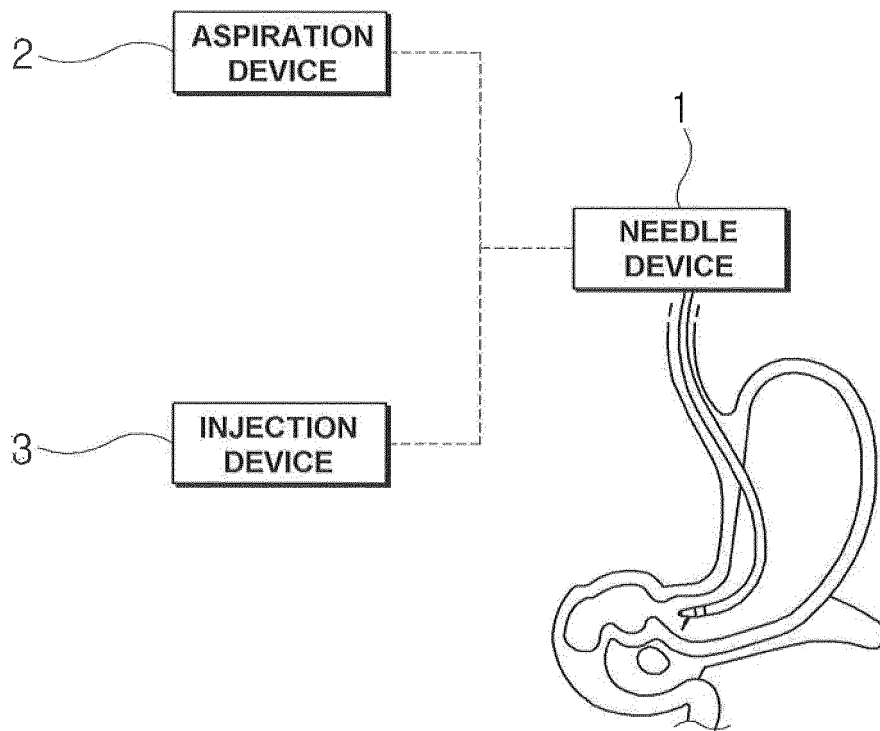 2
ASPIRATION
DEVICE
1
NEEDLE
DEVICE
3
INJECTION
DEVICE